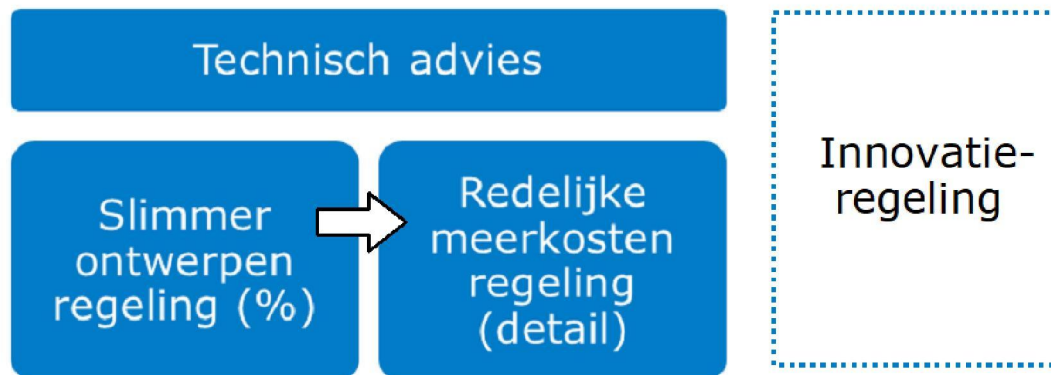 Technisch advies
Slimmer
ontwerpen
regeling (%)
Redelijke
meerkosten
regeling
(detail)
Innovatie-
regeling